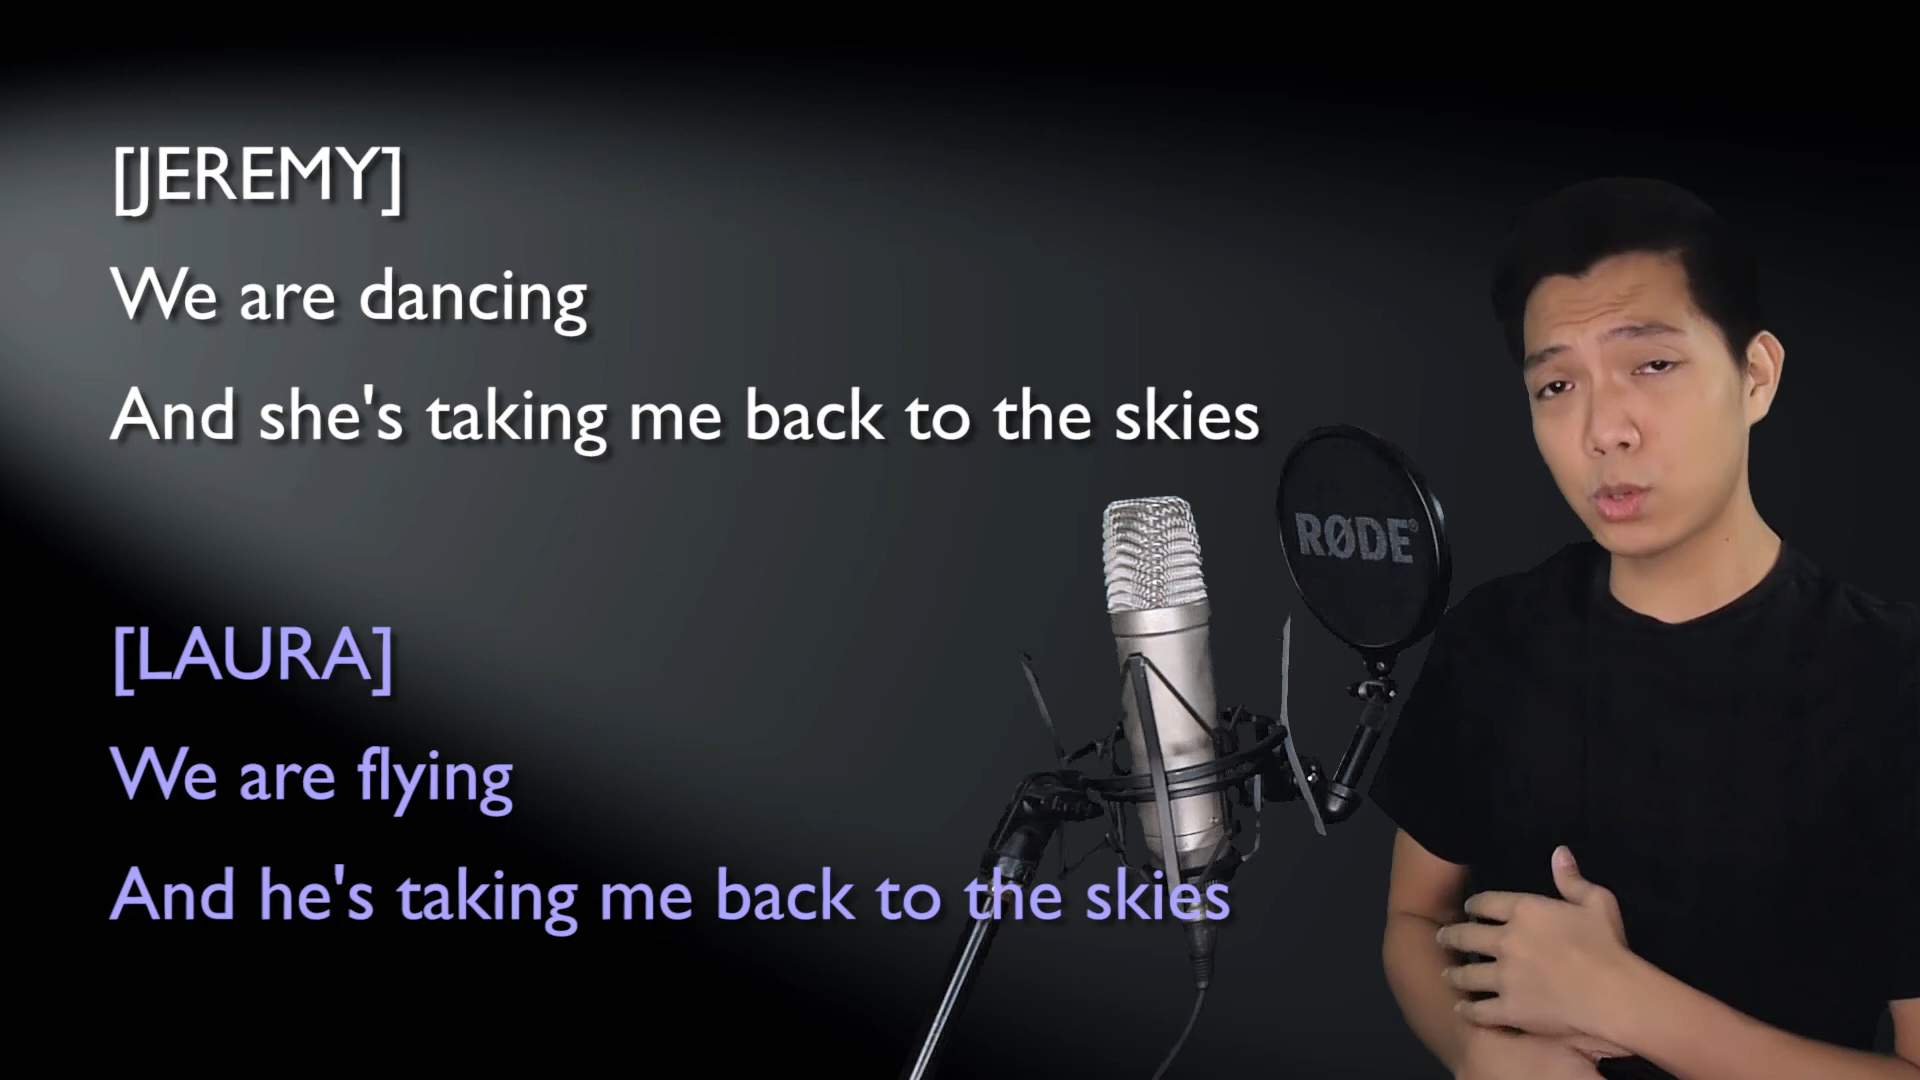 [JEREMY]
We are dancing
And she's taking me back to the skies
RØDE®
[LAURA]
We are flying
And he's taking me back to the skies